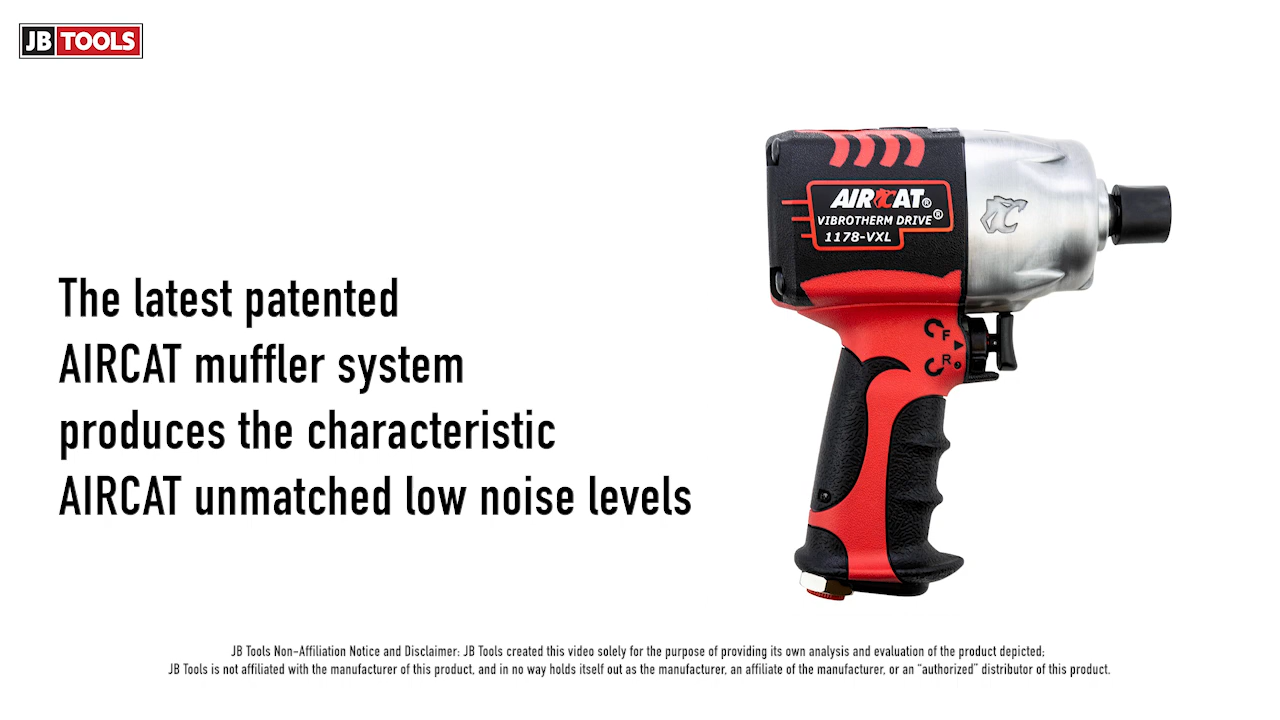 JB TOOLS
AIRCAT®
VIBROTHERM DRIVE®
1178-VXL
The latest patented
AIRCAT muffler system
produces the characteristic
AIRCAT unmatched low noise levels
F
R
JB Tools Non-Affiliation Notice and Disclaimer: JB Tools created this video solely for the purpose of providing its own analysis and evaluation of the product depicted;
JB Tools is not affiliated with the manufacturer of this product, and in no way holds itself out as the manufacturer, an affiliate of the manufacturer, or an “authorized” distributor of this product.